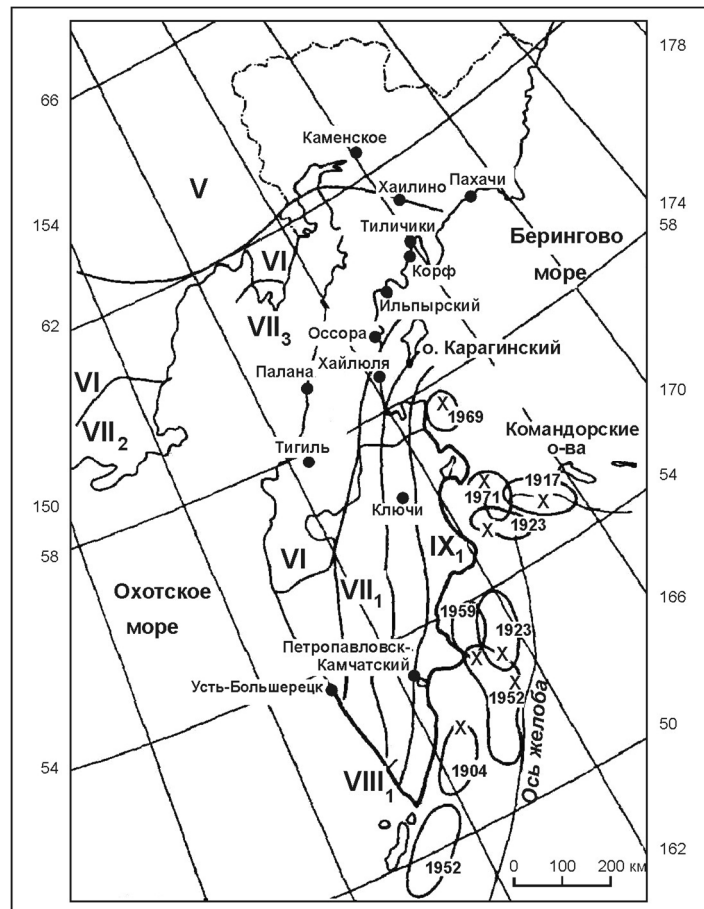 178
66
Каменское
Пахачи
Хаилино
V
174
58
154
Тиличики
Берингово
море
Корф
VI
Ильпырский
62
VII3
Оссора
о. Карагинский
Хайлюля
Палана
VI
170
1969
VII2
Командорские
о-ва
Тигиль
1917
54
1971
150
Ключи
1923
58
IX1
VI
Охотское
море
VII1
166
1959
1923
Петропавловск-
Камчатский
Усть-Большерецк
1952
50
Ось желоба
54
VIII1
1904
162
1952
0 100 200 км